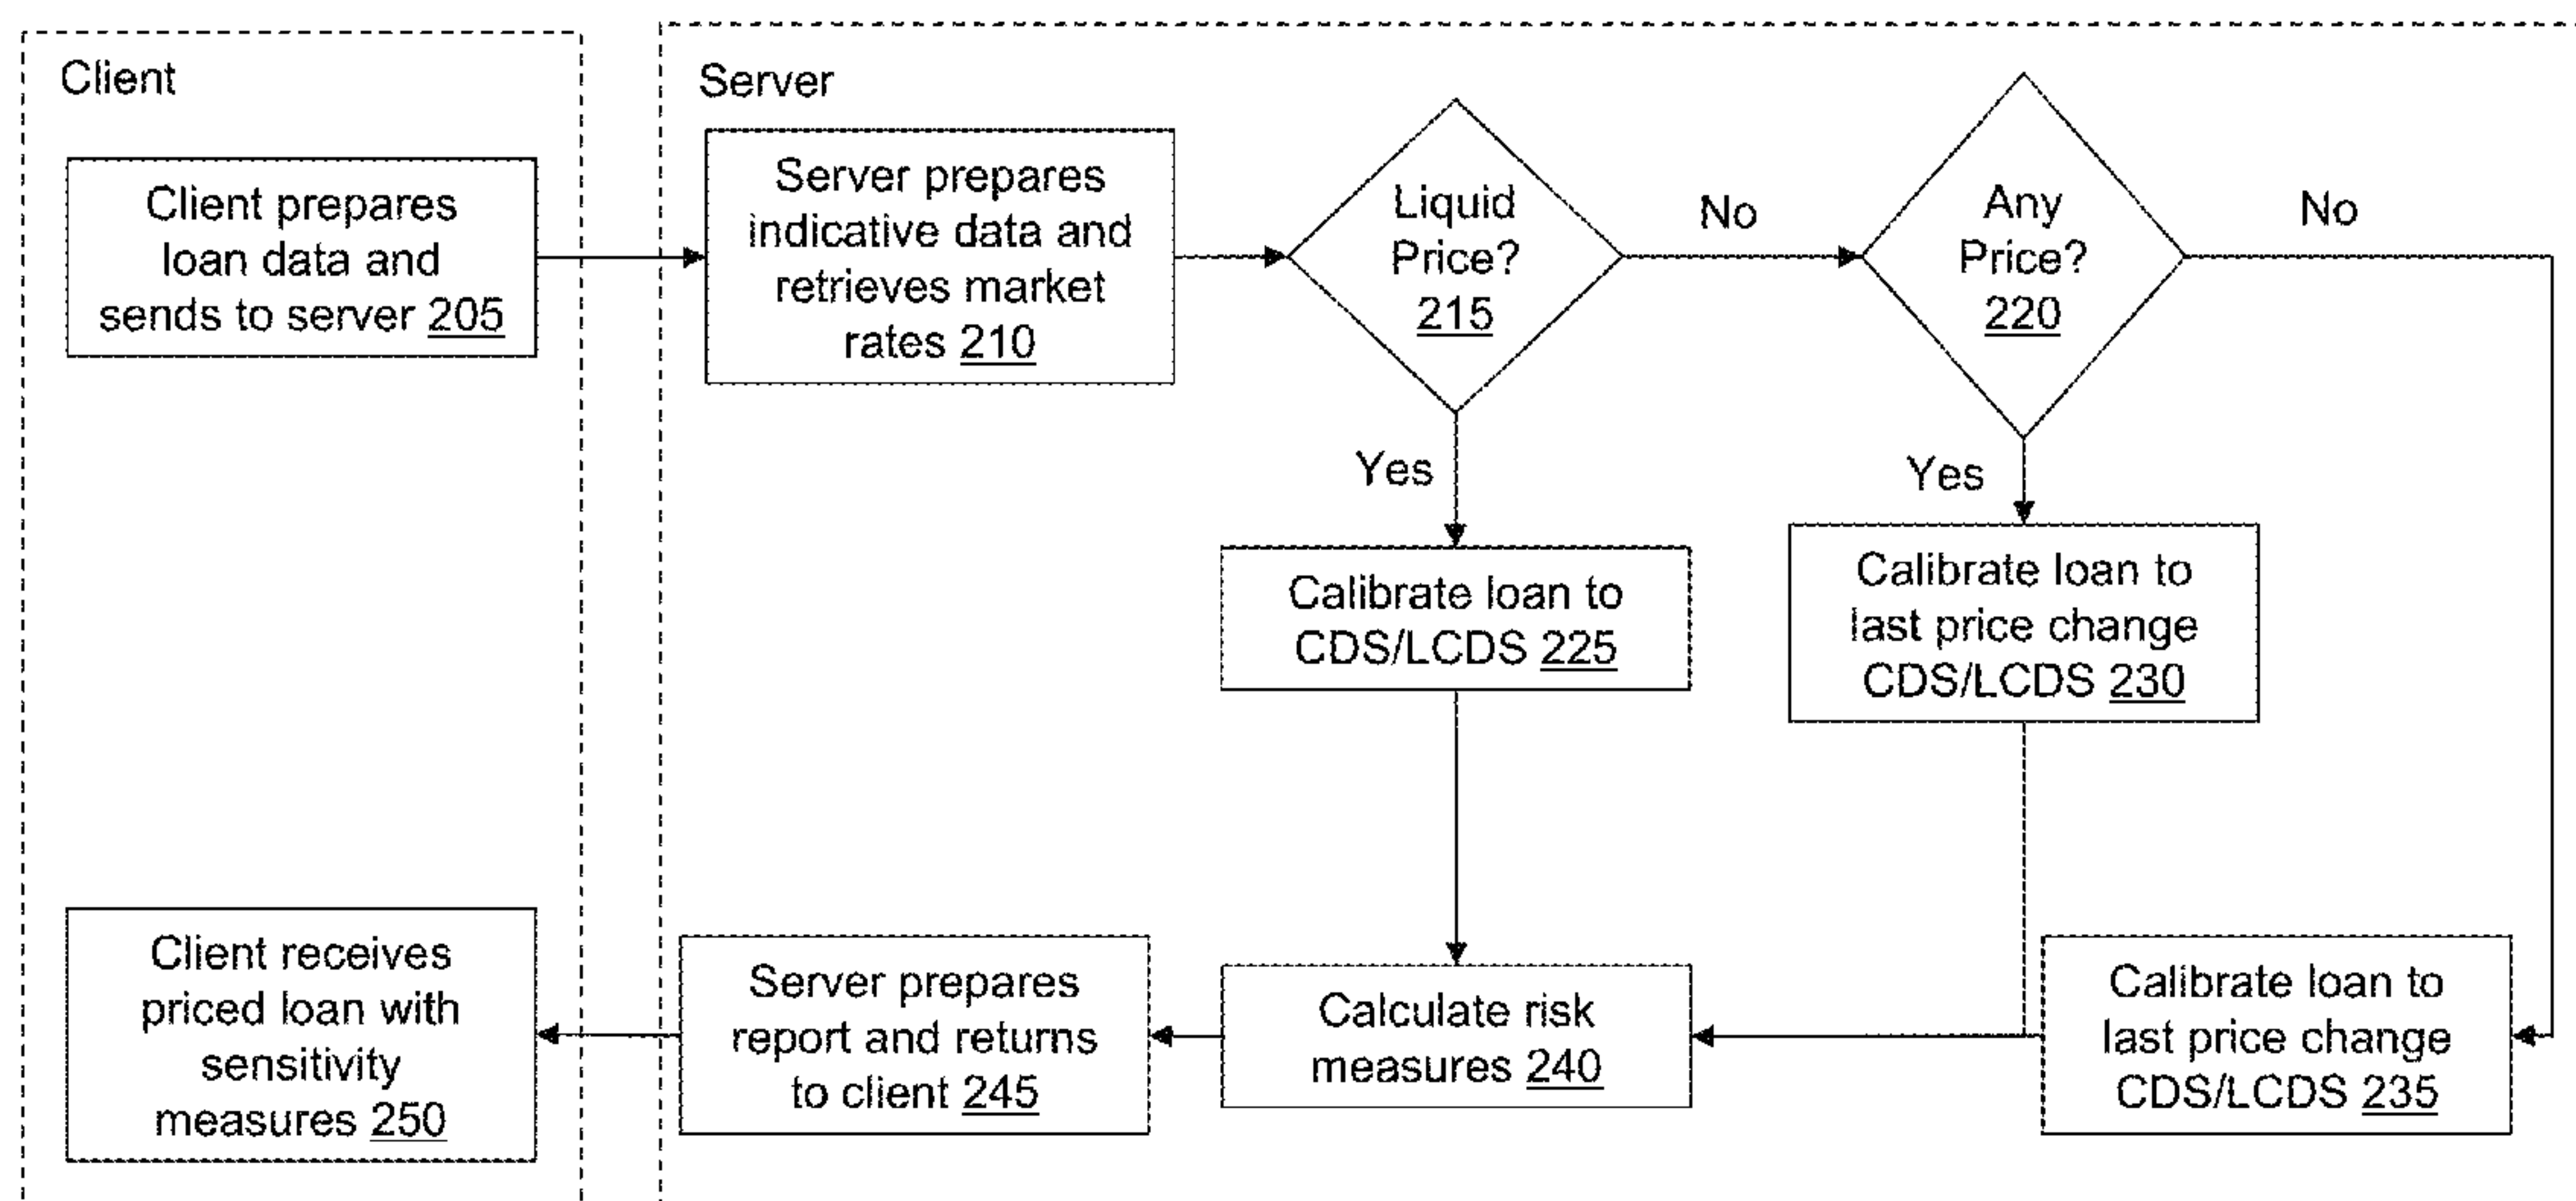 Client
Client prepares
loan data and
sends to server 205
Server
Server prepares
indicative data and
retrieves market
rates 210
Liquid
Price?
215
No
Any
Price?
220
No
Yes
Yes
Calibrate loan to
CDS/LCDS 225
Calibrate loan to
last price change
CDS/LCDS 230
Calibrate loan to
last price change
CDS/LCDS 235
Calculate risk
measures 240
Server prepares
report and returns
to client 245
Client receives
priced loan with
sensitivity
measures 250